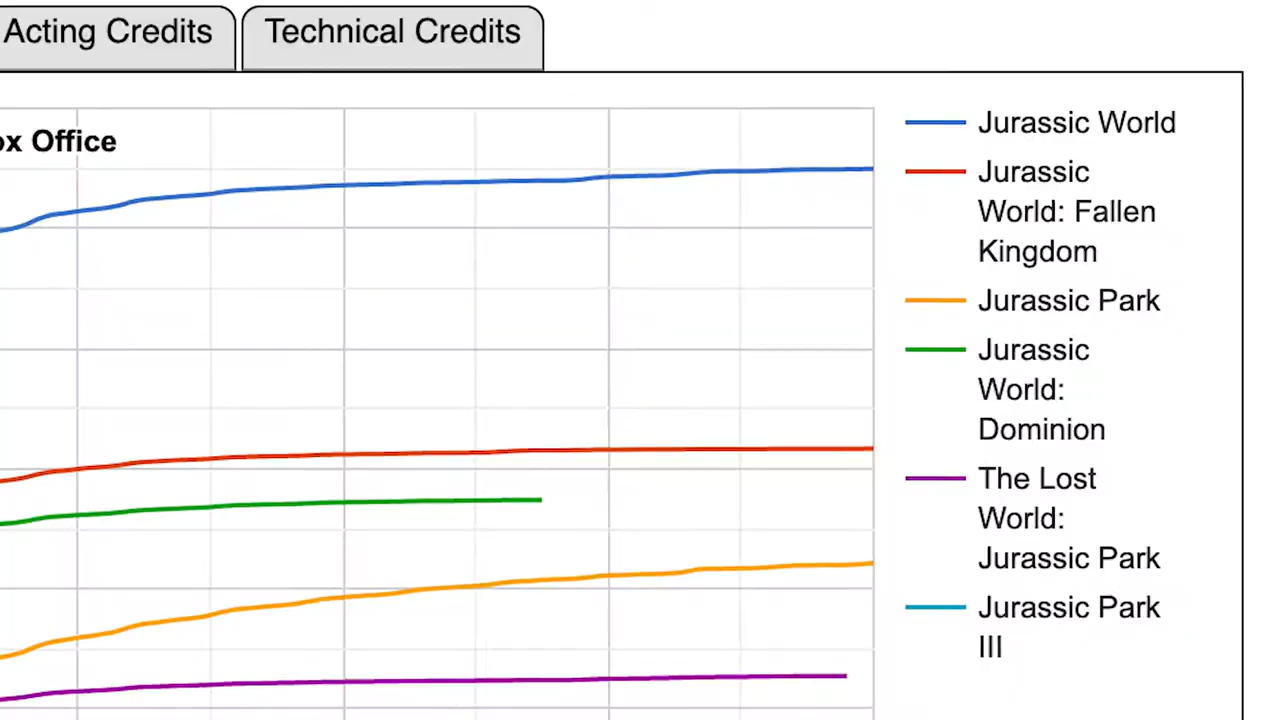 Acting Credits
Technical Credits
ox Office
Jurassic World
Jurassic
World: Fallen
Kingdom
Jurassic Park
Jurassic
World:
Dominion
The Lost
World:
Jurassic Park
Jurassic Park
III